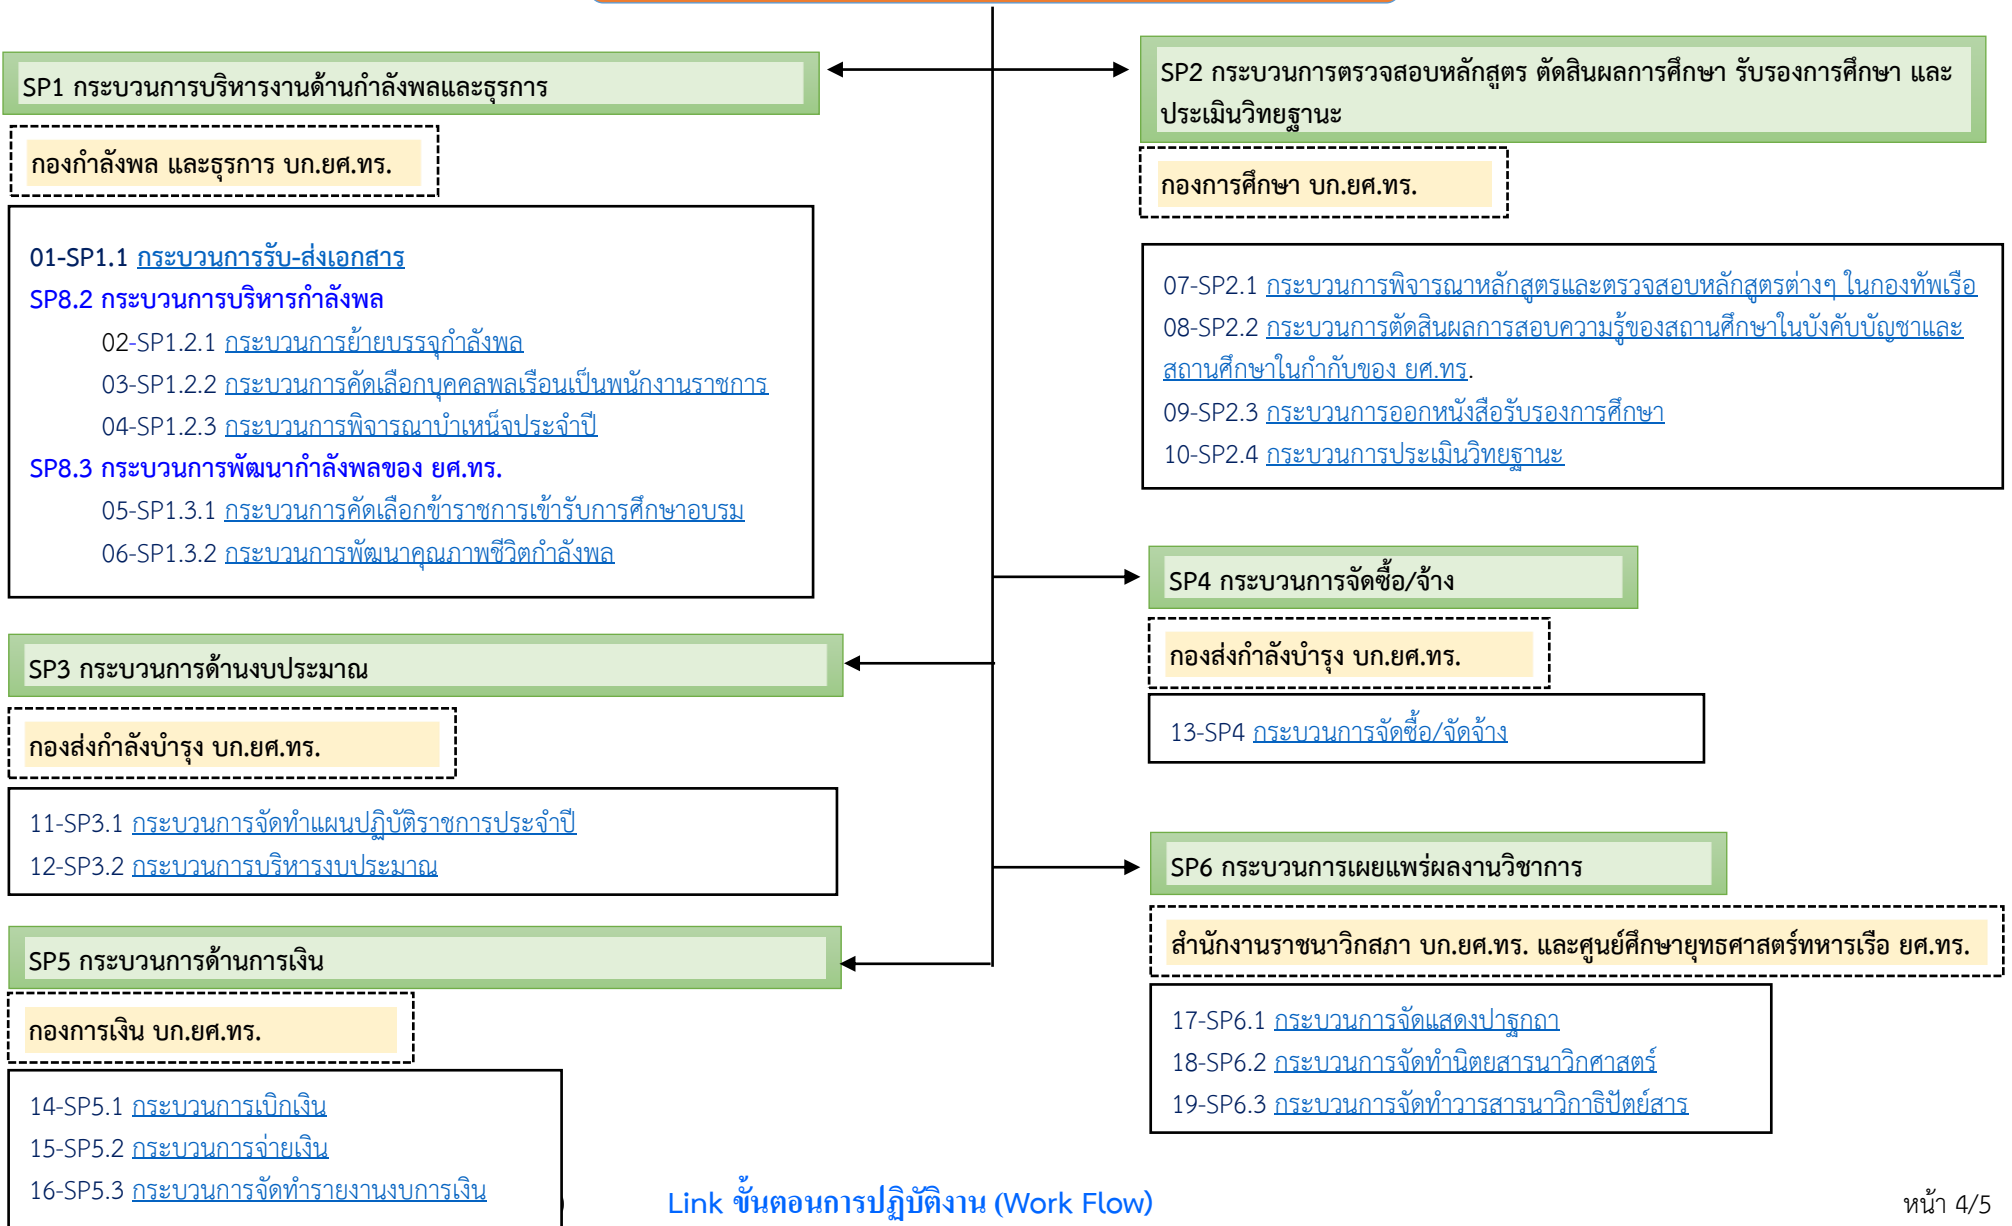 SP1 กระบวนการบริหารงานด้านกำลังพลและธุรการ
กองกำลังพล และธุรการ บก.ยศ.ทร.
01-SP1.1 กระบวนการรับ-ส่งเอกสาร
SP8.2 กระบวนการบริหารกำลังพล
02-SP1.2.1 กระบวนการย้ายบรรจุกำลังพล
03-SP1.2.2 กระบวนการคัดเลือกบุคคลพลเรือนเป็นพนักงานราชการ
04-SP1.2.3 กระบวนการพิจารณาบำเหน็จประจำปี
SP8.3 กระบวนการพัฒนากำลังพลของ ยศ.ทร.
05-SP1.3.1 กระบวนการคัดเลือกข้าราชการเข้ารับการศึกษาอบรม
06-SP1.3.2 กระบวนการพัฒนาคุณภาพชีวิตกำลังพล
SP2 กระบวนการตรวจสอบหลักสูตร ตัดสินผลการศึกษา รับรองการศึกษา และ
ประเมินวิทยฐานะ
กองการศึกษา บก.ยศ.ทร.
07-SP2.1 กระบวนการพิจารณาหลักสูตรและตรวจสอบหลักสูตรต่างๆ ในกองทัพเรือ
08-SP2.2 กระบวนการตัดสินผลการสอบความรู้ของสถานศึกษาในบังคับบัญชาและ
สถานศึกษาในกำกับของ ยศ.ทร.
09-SP2.3 กระบวนการออกหนังสือรับรองการศึกษา
10-SP2.4 กระบวนการประเมินวิทยฐานะ
SP3 กระบวนการด้านงบประมาณ
กองส่งกำลังบำรุง บก.ยศ.ทร.
11-SP3.1 กระบวนการจัดทำแผนปฏิบัติราชการประจำปี
12-SP3.2 กระบวนการบริหารงบประมาณ
SP4 กระบวนการจัดซื้อ/จ้าง
กองส่งกำลังบำรุง บก.ยศ.ทร.
13-SP4 กระบวนการจัดซื้อ/จัดจ้าง
SP5 กระบวนการด้านการเงิน
กองการเงิน บก.ยศ.ทร.
14-SP5.1 กระบวนการเบิกเงิน
15-SP5.2 กระบวนการจ่ายเงิน
16-SP5.3 กระบวนการจัดทำรายงานงบการเงิน
SP6 กระบวนการเผยแพร่ผลงานวิชาการ
สำนักงานราชนาวิกสภา บก.ยศ.ทร. และศูนย์ศึกษายุทธศาสตร์ทหารเรือ ยศ.ทร.
17-SP6.1 กระบวนการจัดแสดงปาฐกถา
18-SP6.2 กระบวนการจัดทำนิตยสารนาวิกศาสตร์
19-SP6.3 กระบวนการจัดทำวารสารนาวิกาธิปัตย์สาร
Link ขั้นตอนการปฏิบัติงาน (Work Flow)
หน้า 4/5